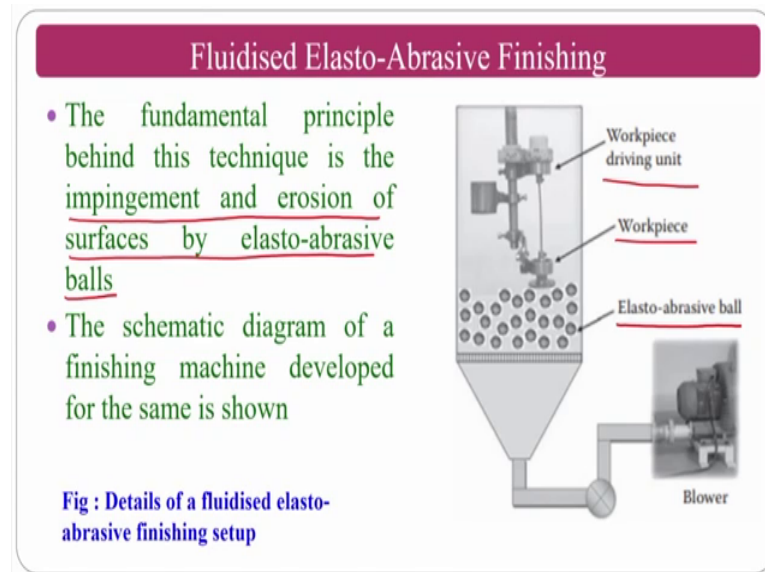 Fluidised Elasto-Abrasive Finishing
• The fundamental principle
behind this technique is the
impingement and erosion of
surfaces by elasto-abrasive
balls
• The schematic diagram of a
finishing machine developed
for the same is shown
Fig : Details of a fluidised elasto-
abrasive finishing setup
Workpiece
driving unit
Workpiece
Elasto-abrasive ball
Blower